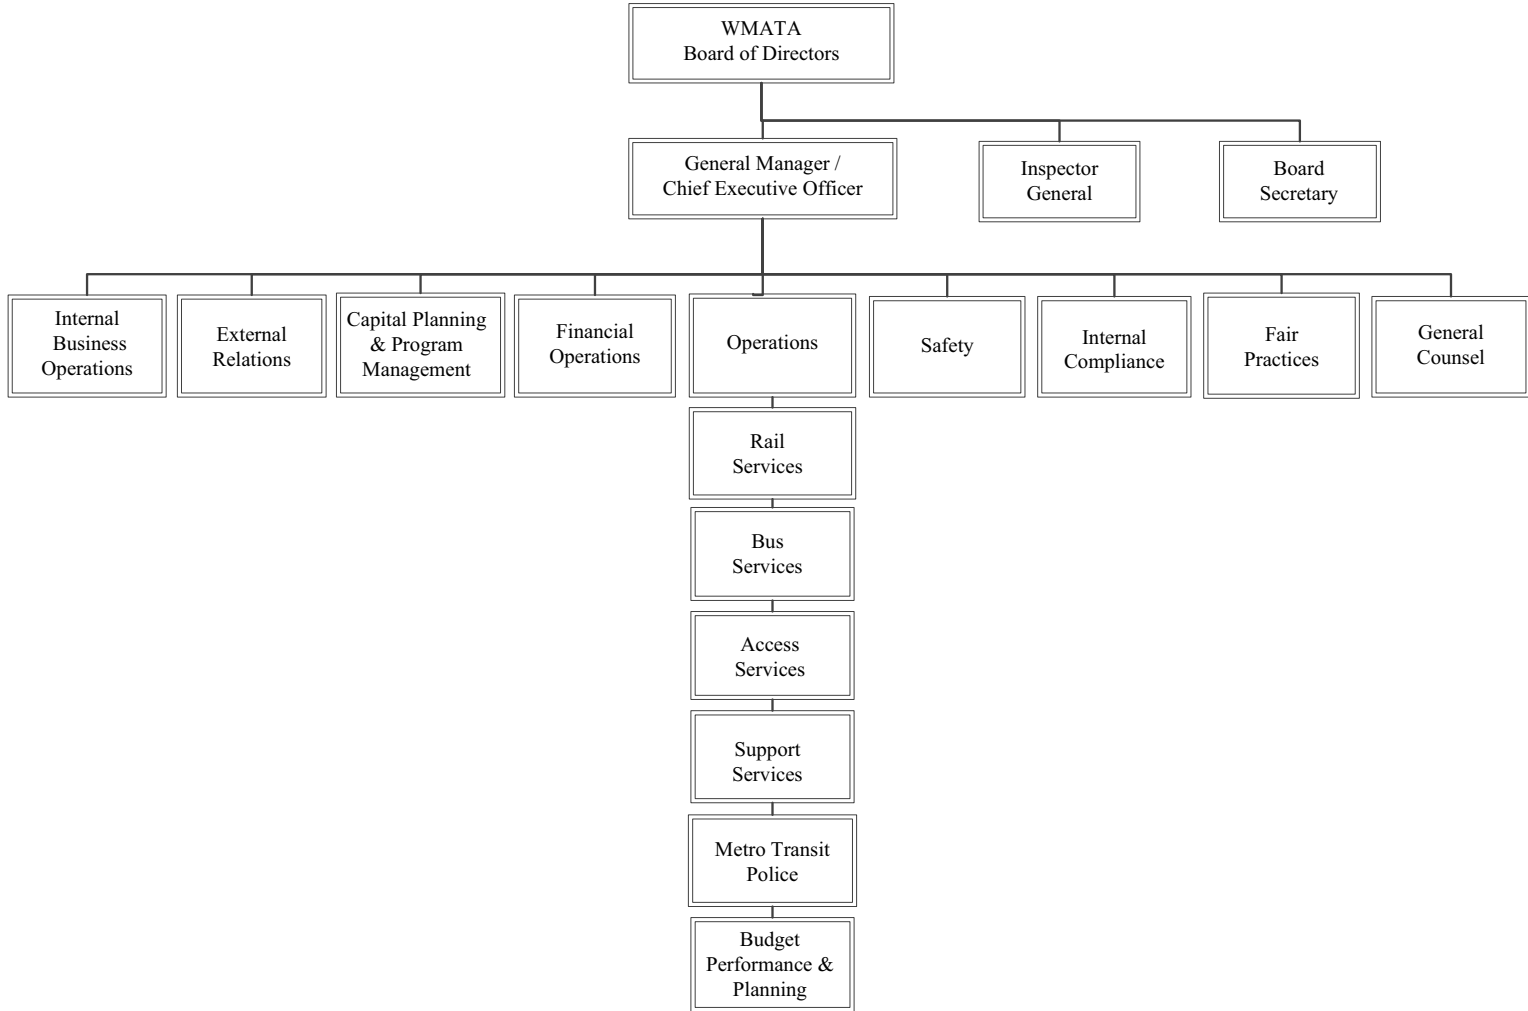 WMATA
Board of Directors
General Manager /
Chief Executive Officer
Inspector
General
Board
Secretary
Internal
Business
Operations
External
Relations
Capital Planning
& Program
Management
Financial
Operations
Operations
Safety
Internal
Compliance
Fair
Practices
General
Counsel
Rail
Services
Bus
Services
Access
Services
Support
Services
Metro Transit
Police
Budget
Performance &
Planning